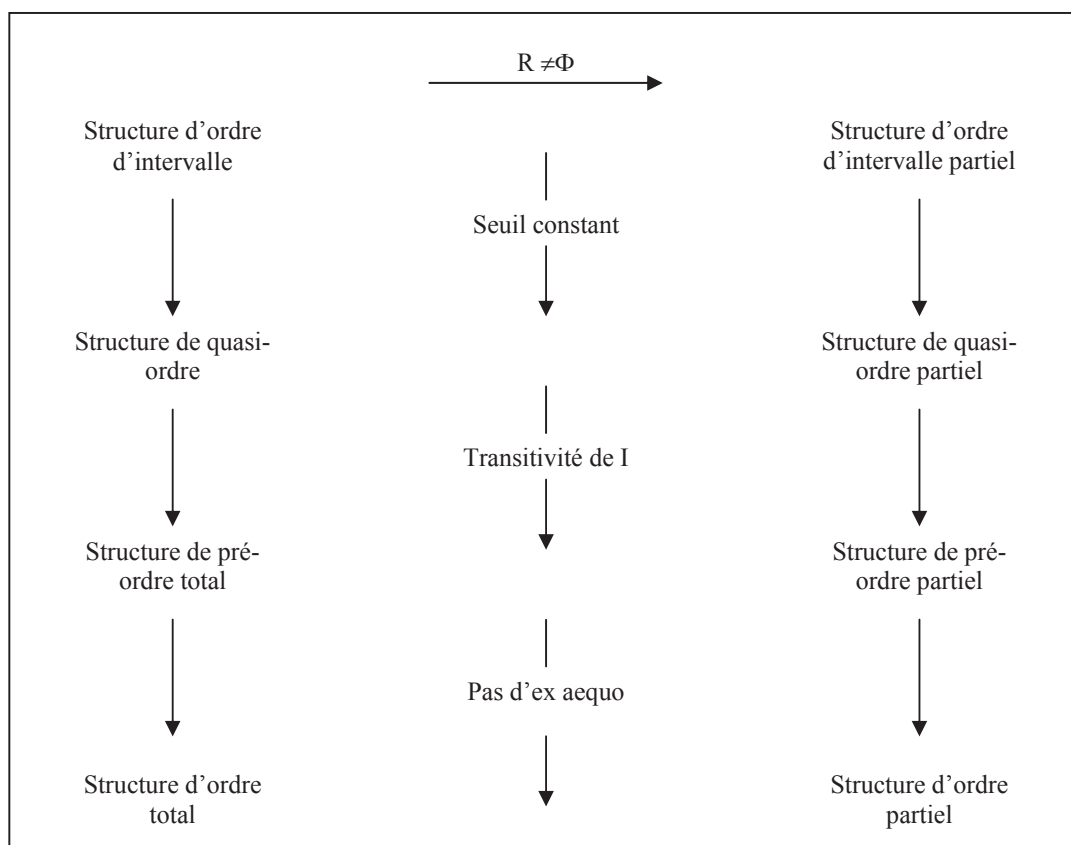 R ≠Φ
Structure d’ordre
d’intervalle
Structure d’ordre
d’intervalle partiel
Seuil constant
Structure de quasi-
ordre
Structure de quasi-
ordre partiel
Transitivité de I
Structure de pré-
ordre total
Structure de pré-
ordre partiel
Pas d’ex aequo
Structure d’ordre
total
Structure d’ordre
partiel